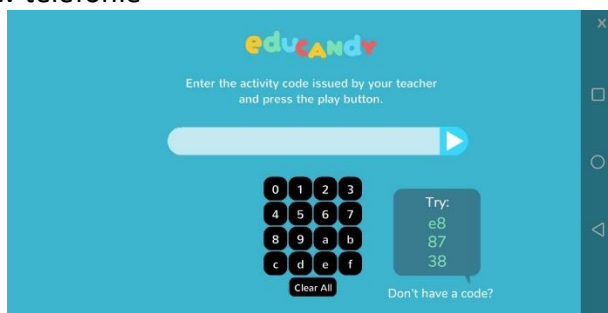 w telefonie
eduCANdy
Enter the activity code issued by your teacher
and press the play button.
0 1 2 3
4 5 6 7
8 9 a b
c d e f
Clear All
Try:
e8
87
38
Don't have a code?